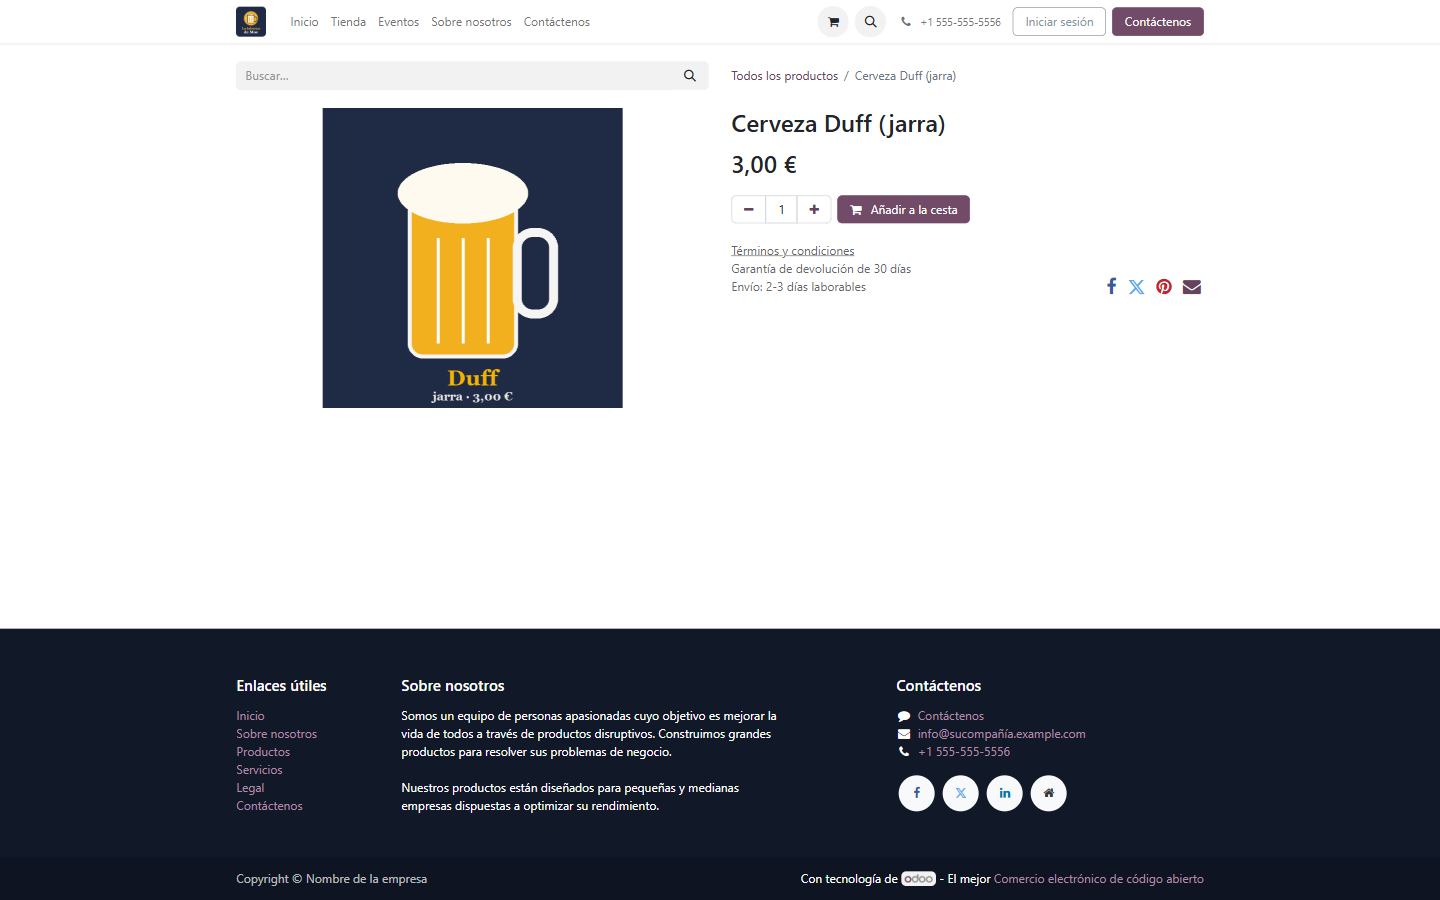 Inicio
Tienda
Eventos
Sobre nosotros
Contáctenos
+1 555-555-5556
Iniciar sesión
Contáctenos
Buscar...
Todos los productos / Cerveza Duff (jarra)
Cerveza Duff (jarra)
3,00 €
1
Añadir a la cesta
Términos y condiciones
Garantía de devolución de 30 días
Envío: 2-3 días laborables
Duff
jarra · 3,00 €
Enlaces útiles
Inicio
Sobre nosotros
Productos
Servicios
Legal
Contáctenos
Sobre nosotros
Somos un equipo de personas apasionadas cuyo objetivo es mejorar la
vida de todos a través de productos disruptivos. Construimos grandes
productos para resolver sus problemas de negocio.
Nuestros productos están diseñados para pequeñas y medianas
empresas dispuestas a optimizar su rendimiento.
Contáctenos
Contáctenos
info@sucompañía.example.com
+1 555-555-5556
Copyright © Nombre de la empresa
Con tecnología de odoo - El mejor Comercio electrónico de código abierto